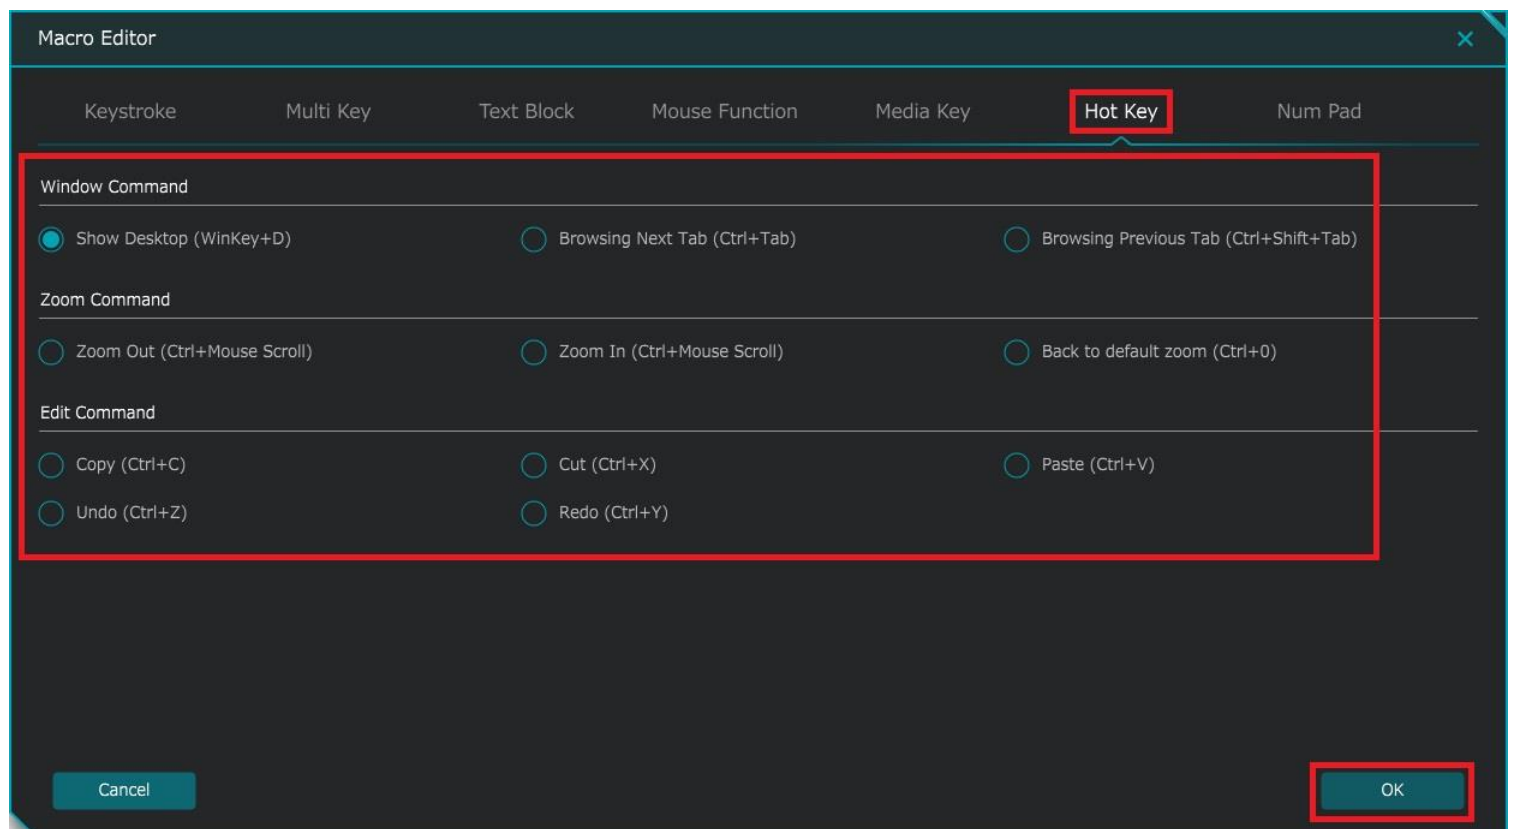 Macro Editor
Keystroke Multi Key Text Block Mouse Function Media Key Hot Key Num Pad
Window Command
Show Desktop (WinKey+D) Browsing Next Tab (Ctrl+Tab) Browsing Previous Tab (Ctrl+Shift+Tab)
Zoom Command
Zoom Out (Ctrl+Mouse Scroll) Zoom In (Ctrl+Mouse Scroll) Back to default zoom (Ctrl+0)
Edit Command
Copy (Ctrl+C) Cut (Ctrl+X) Paste (Ctrl+V)
Undo (Ctrl+Z) Redo (Ctrl+Y)
Cancel OK